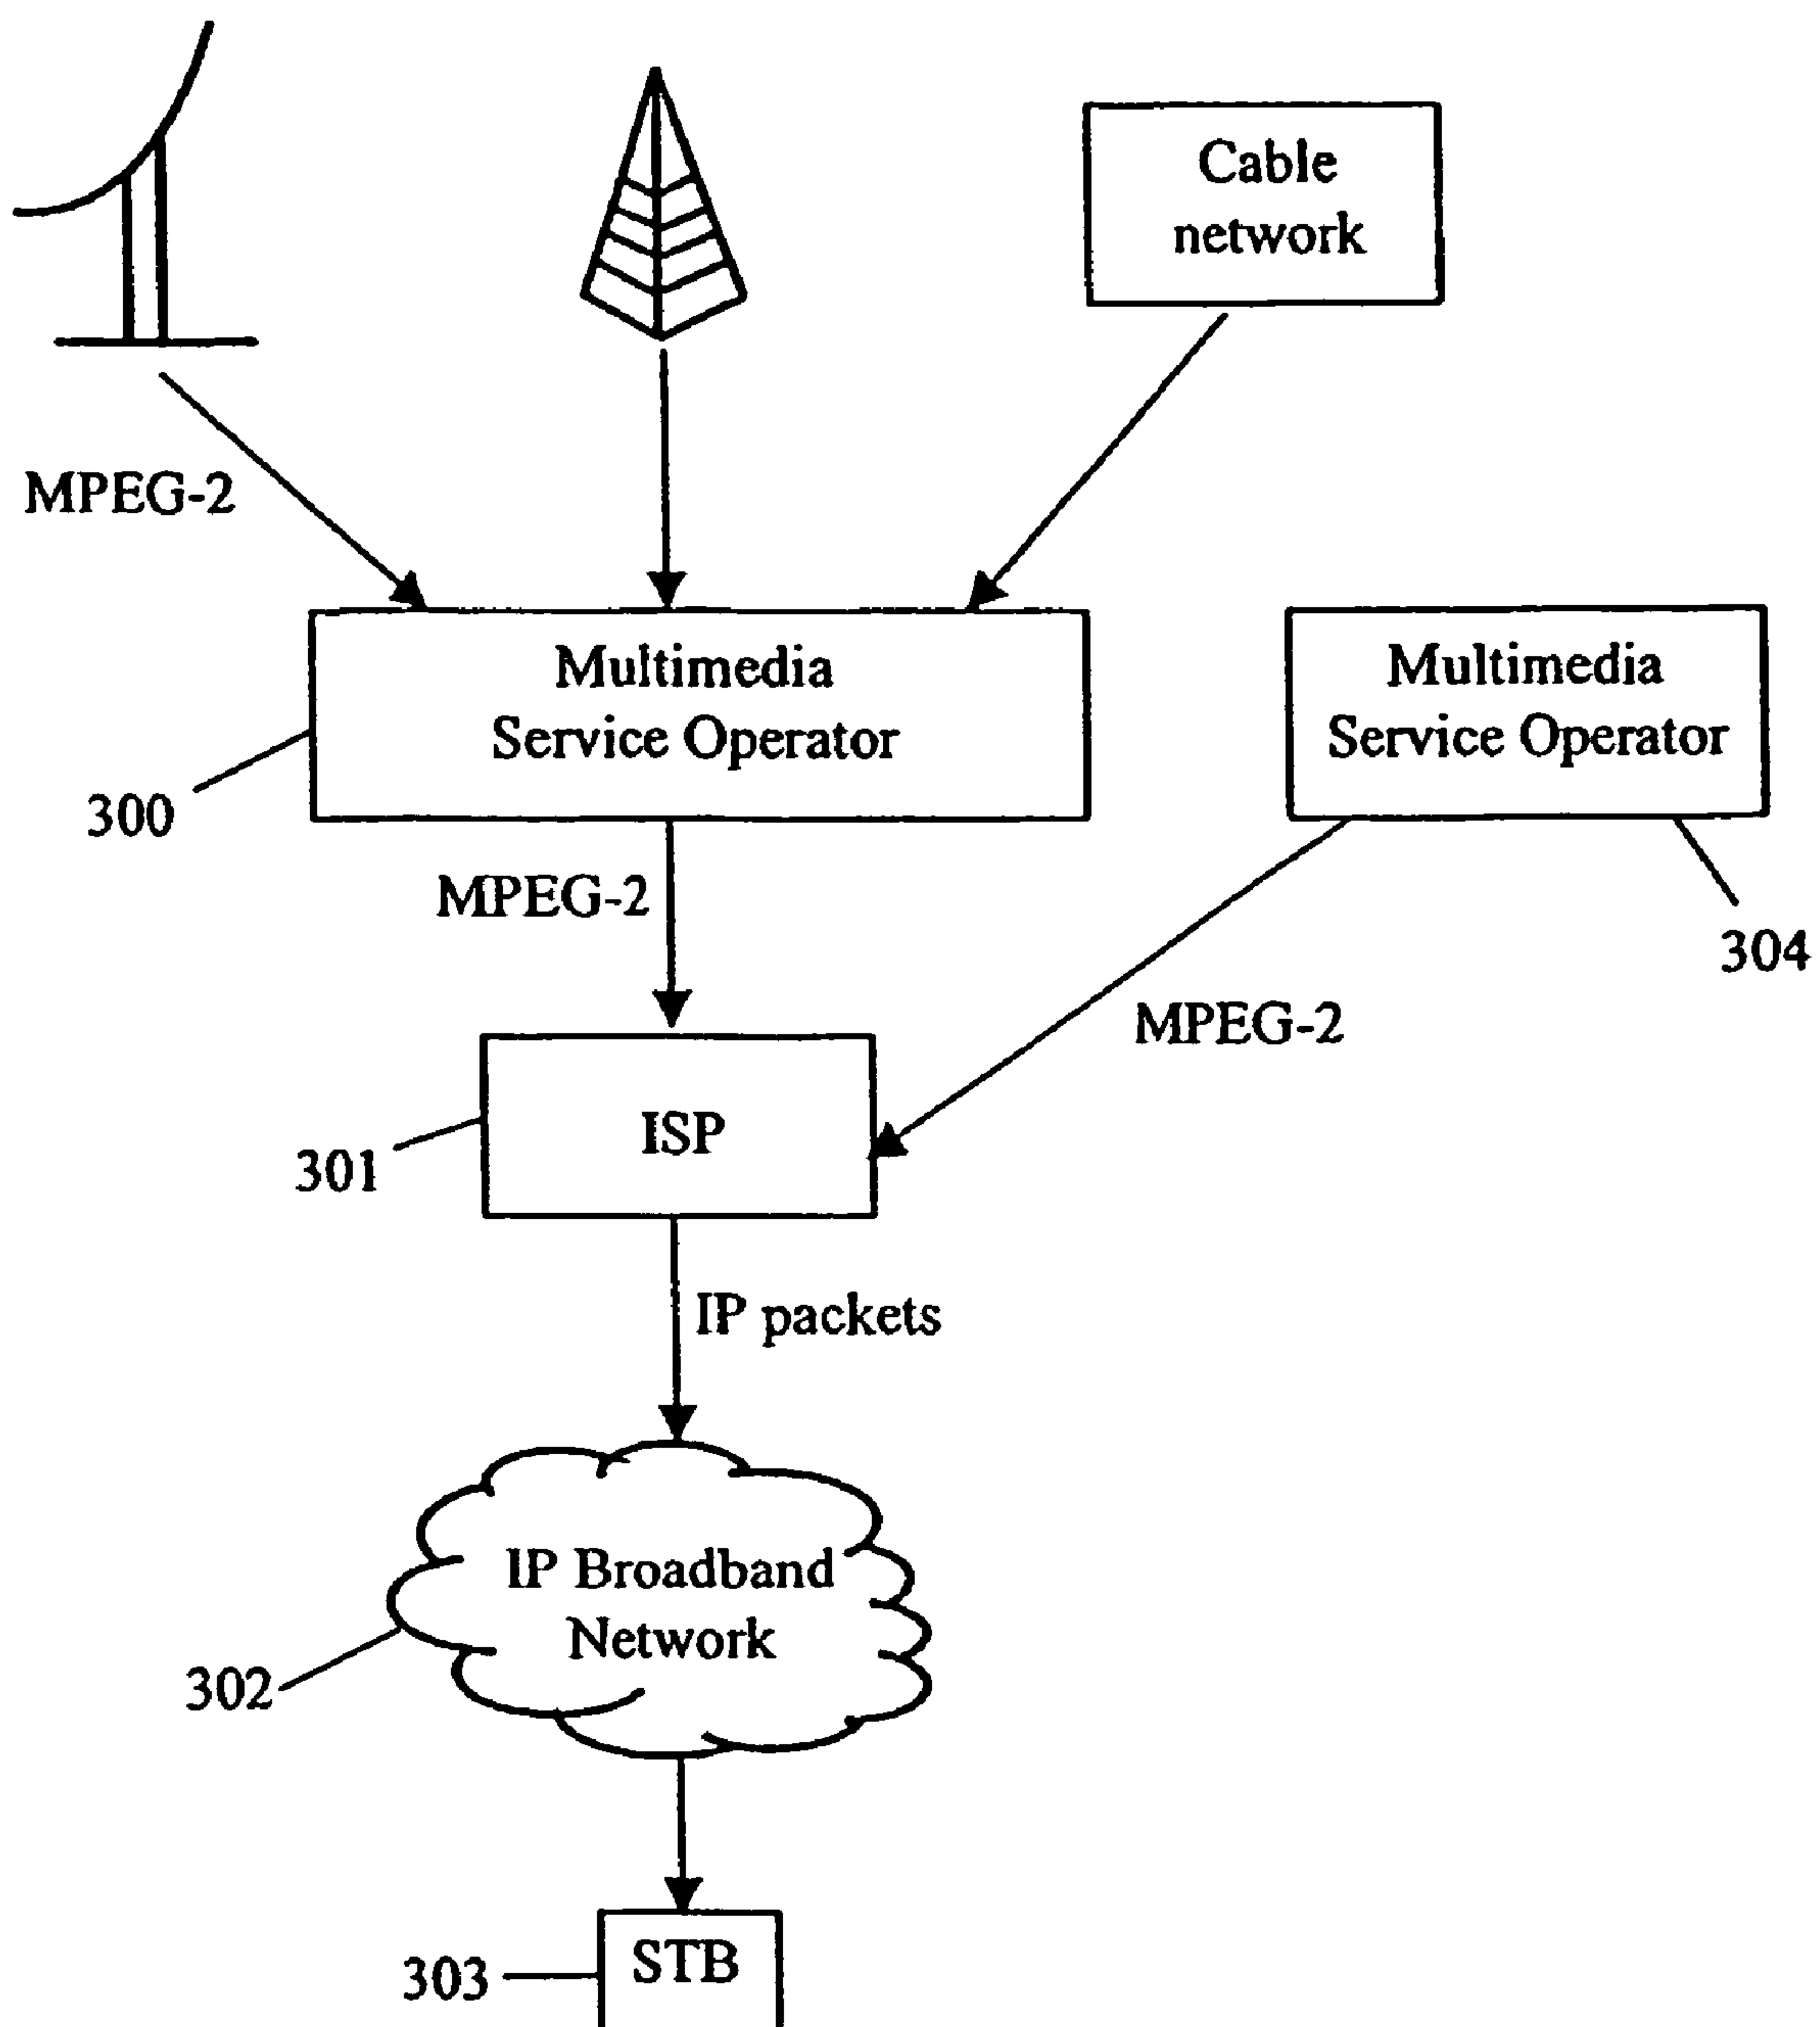 Cable
network
MPEG-2
Multimedia
Service Operator
Multimedia
Service Operator
300
MPEG-2
304
MPEG-2
ISP
301
IP packets
IP Broadband
Network
302
STB
303